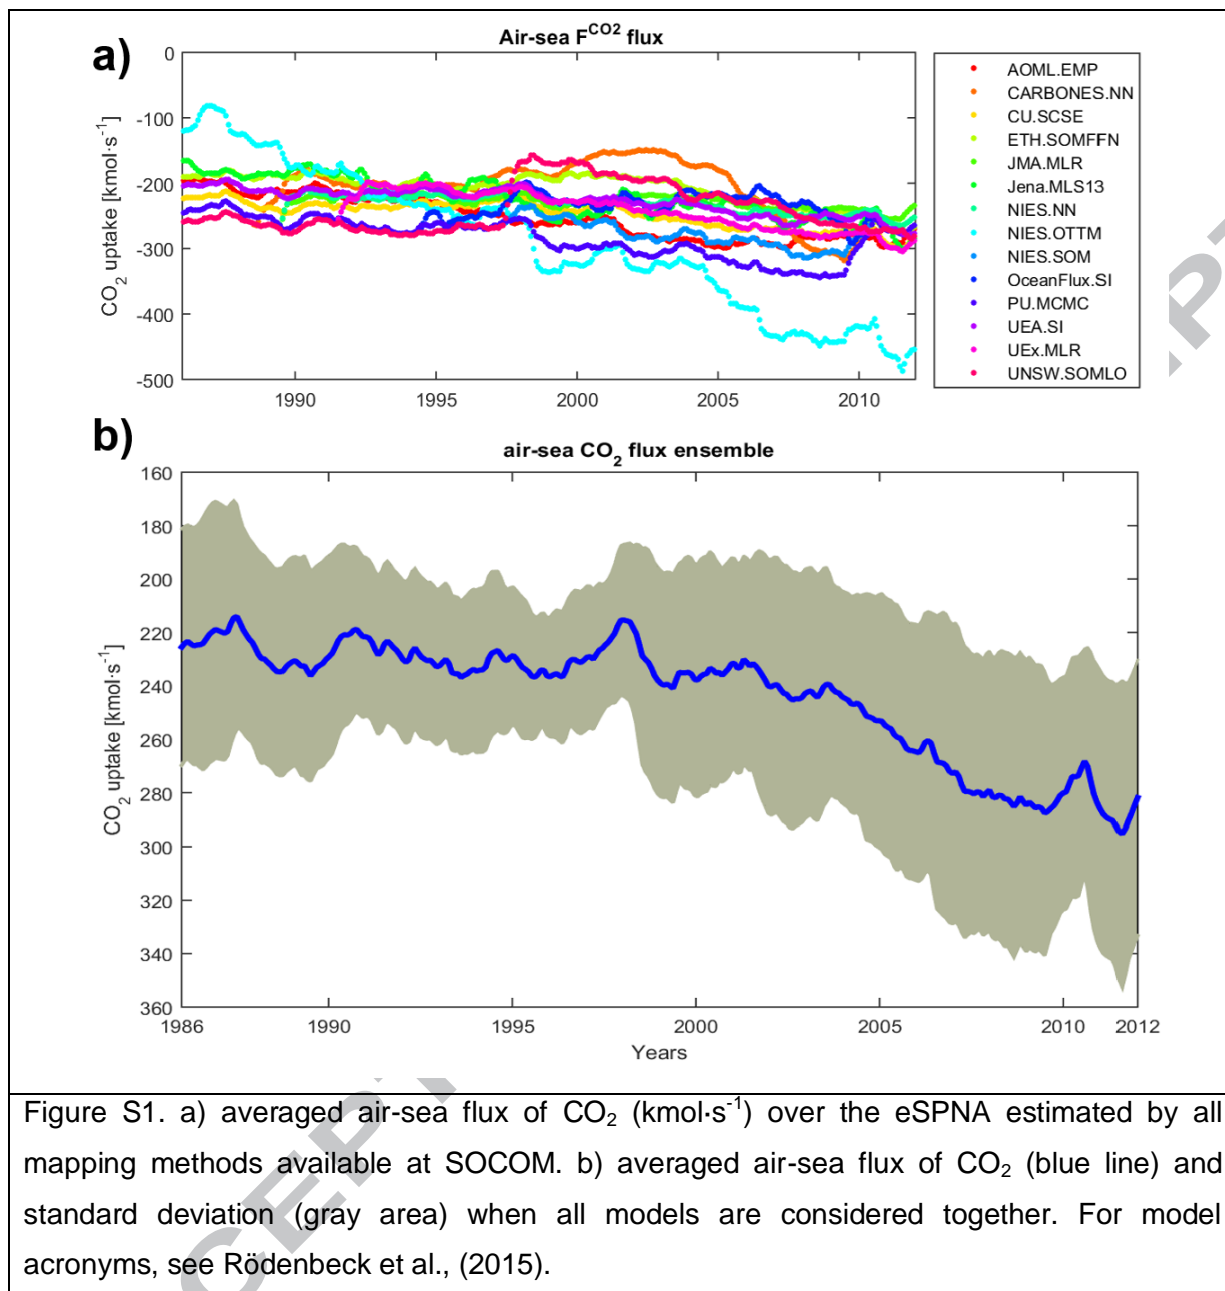 a)
Air-sea F^CO2 flux
0
-100
-200
-300
-400
-500
CO2 uptake [kmol·s-1]
1990
1995
2000
2005
2010
AOML.EMP
CARBONES.NN
CU.SCSE
ETH.SOMFFN
JMA.MLR
Jena.MLS13
NIES.NN
NIES.OTTM
NIES.SOM
OceanFlux.SI
PU.MCMC
UEA.SI
UEx.MLR
UNSW.SOMLO
b)
air-sea CO2 flux ensemble
160
180
200
220
240
260
280
300
320
340
360
CO2 uptake [kmol·s-1]
1986
1990
1995
2000
2005
2010
2012
Years
CEPT
EPT
Figure S1. a) averaged air-sea flux of CO2 (kmol·s-1) over the eSPNA estimated by all
mapping methods available at SOCOM. b) averaged air-sea flux of CO2 (blue line) and
standard deviation (gray area) when all models are considered together. For model
acronyms, see Rödenbeck et al., (2015).